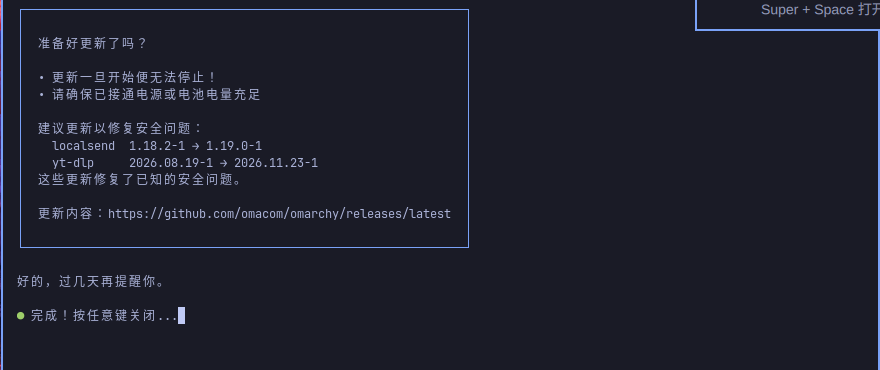 Super + Space 打开
准备好更新了吗？
• 更新一旦开始便无法停止！
• 请确保已接通电源或电池电量充足
建议更新以修复安全问题：
localsend 1.18.2-1 → 1.19.0-1
yt-dlp 2026.08.19-1 → 2026.11.23-1
这些更新修复了已知的安全问题。
更新内容：https://github.com/omacom/omarchy/releases/latest
好的，过几天再提醒你。
● 完成！按任意键关闭...